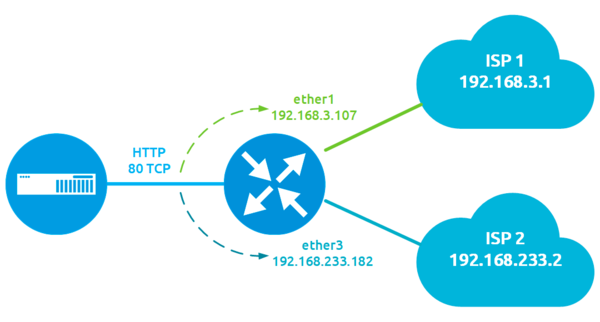 ISP 1
192.168.3.1
ether1
192.168.3.107
HTTP
80 TCP
ether3
192.168.233.182
ISP 2
192.168.233.2